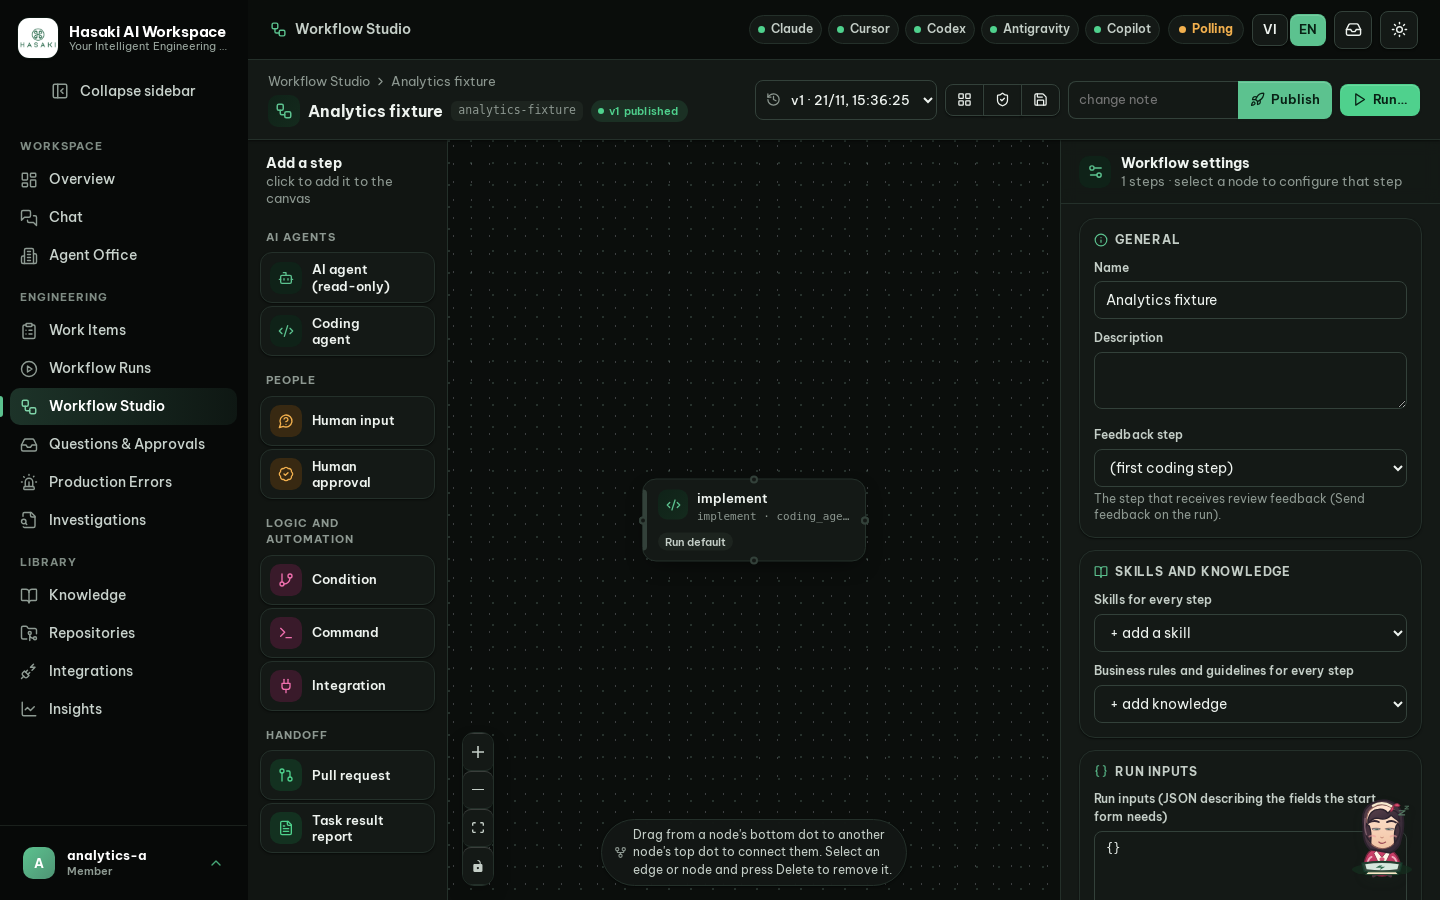 HASAKI
Hasaki AI Workspace
Your Intelligent Engineering ...
Collapse sidebar
WORKSPACE
Overview
Chat
Agent Office
ENGINEERING
Work Items
Workflow Runs
Workflow Studio
Questions & Approvals
Production Errors
Investigations
LIBRARY
Knowledge
Repositories
Integrations
Insights
A
analytics-a
Member
Workflow Studio
Claude
Cursor
Codex
Antigravity
Copilot
Polling
VI
EN
Workflow Studio > Analytics fixture
Analytics fixture
analytics-fixture
v1 published
v1 · 21/11, 15:36:25
change note
Publish
Run...
Add a step
click to add it to the
canvas
AI AGENTS
AI agent
(read-only)
Coding
agent
PEOPLE
Human input
Human
approval
LOGIC AND
AUTOMATION
Condition
Command
Integration
HANDOFF
Pull request
Task result
report
implement
implement · coding_age…
Run default
Drag from a node's bottom dot to another
node's top dot to connect them. Select an
edge or node and press Delete to remove it.
Workflow settings
1 steps · select a node to configure that step
GENERAL
Name
Analytics fixture
Description
Feedback step
(first coding step)
The step that receives review feedback (Send
feedback on the run).
SKILLS AND KNOWLEDGE
Skills for every step
+ add a skill
Business rules and guidelines for every step
+ add knowledge
{} RUN INPUTS
Run inputs (JSON describing the fields the start
form needs)
{}